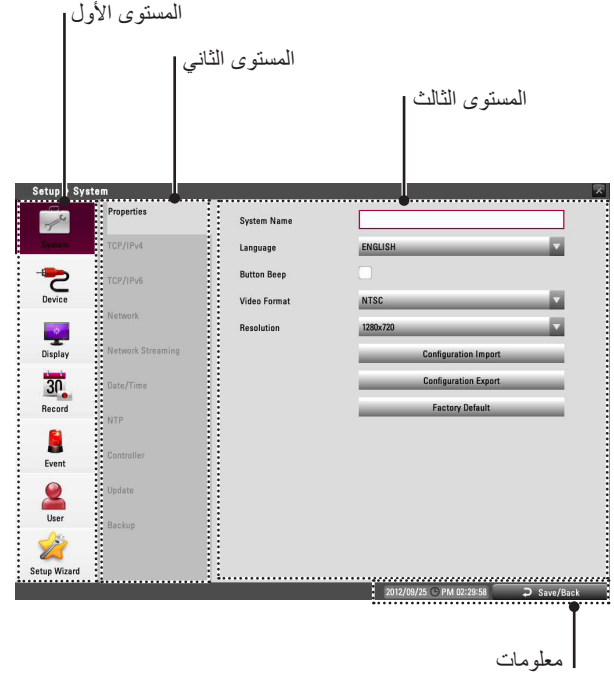 المستوى الأول
المستوى الثاني
المستوى الثالث
Setup / System
System
Device
Display
30
Record
Event
User
Setup Wizard
Properties
TCP/IPv4
TCP/IPv6
Network
Network Streaming
Date/Time
NTP
Controller
Update
Backup
System Name
Language ENGLISH
Button Beep
Video Format NTSC
Resolution 1280x720
Configuration Import
Configuration Export
Factory Default
2012/09/25 PM 02:29:58 Save/Back
معلومات